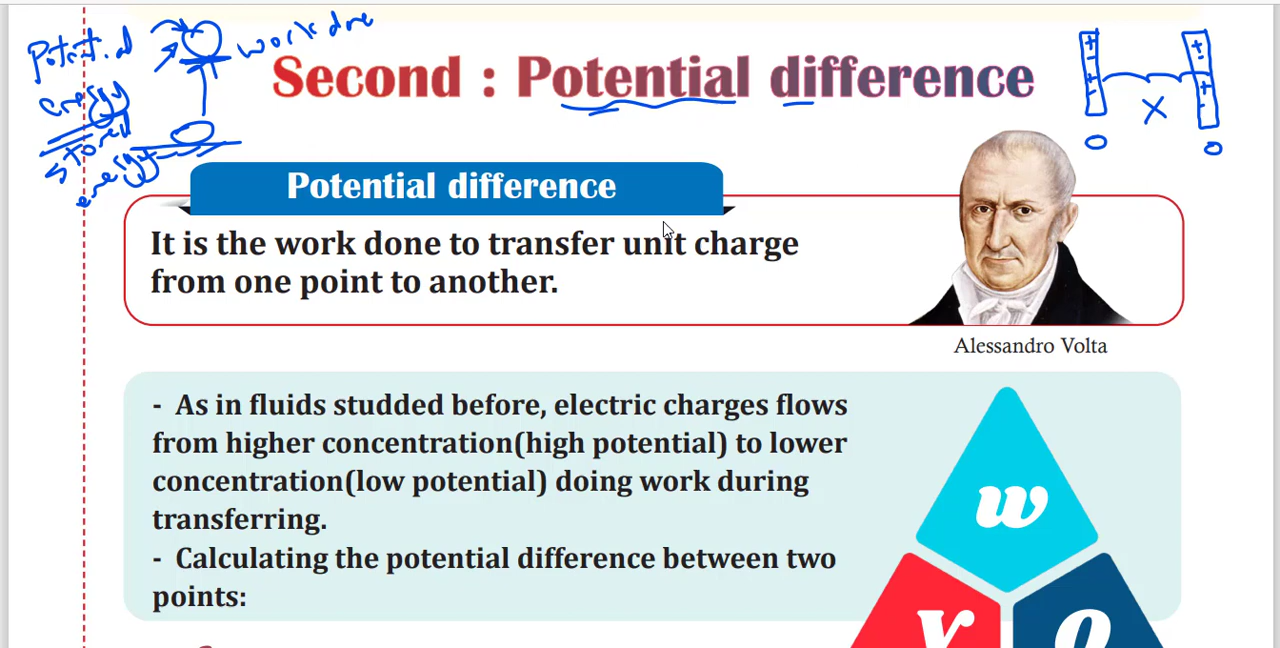 Potential
energy
stored
energy
work done
Second : Potential difference
+
-
+
-
+
-
+
-
X
0
0
Potential difference
It is the work done to transfer unit charge
from one point to another.
Alessandro Volta
- As in fluids studded before, electric charges flows
from higher concentration(high potential) to lower
concentration(low potential) doing work during
transferring.
- Calculating the potential difference between two
points:
w
V
Q